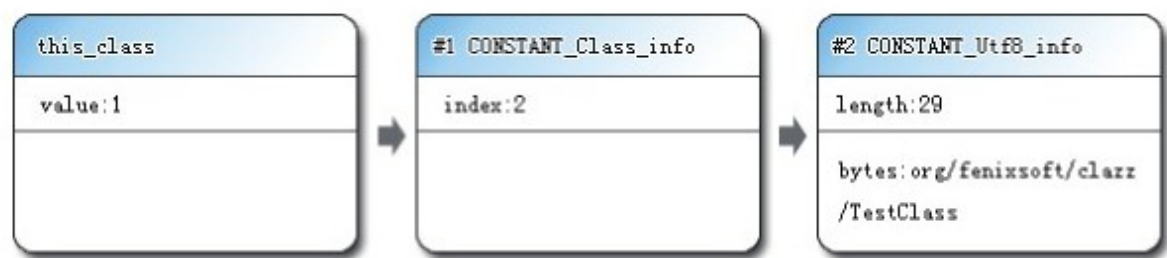 this_class
value:1
#1 CONSTANT_Class_info
index:2
#2 CONSTANT_Utf8_info
length:29
bytes:org/fenixsoft/clazz
/TestClass